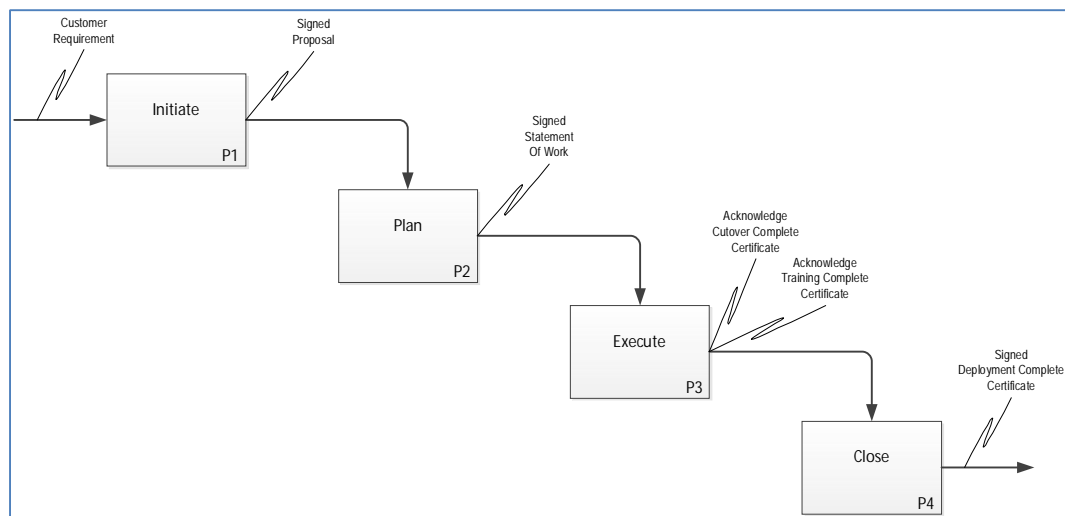 Customer
Requirement
Signed
Proposal
Initiate
P1
Signed
Statement
Of Work
Plan
P2
Acknowledge
Cutover Complete
Certificate
Acknowledge
Training Complete
Certificate
Execute
P3
Signed
Deployment Complete
Certificate
Close
P4